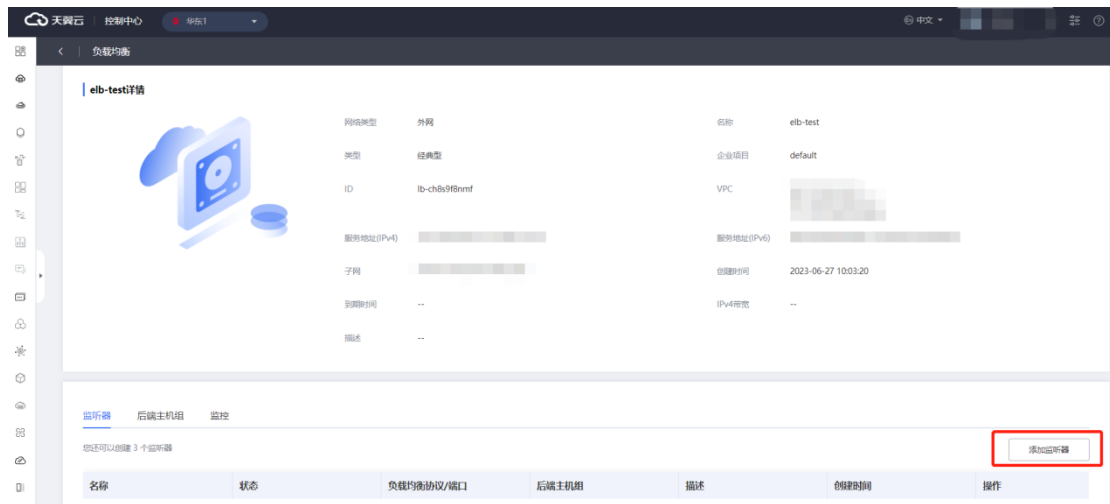 天翼云 控制中心 华东1 中文
负载均衡
elb-test详情
网络类型 外网 名称 elb-test
类型 经典型 企业项目 default
ID lb-ch8s9f8nmf VPC
服务地址(IPv4) 服务地址(IPv6)
子网 创建时间 2023-06-27 10:03:20
到期时间 -- IPv4带宽 --
描述 --
监听器 后端主机组 监控
您还可以创建 3 个监听器 添加监听器
名称 状态 负载均衡协议/端口 后端主机组 描述 创建时间 操作